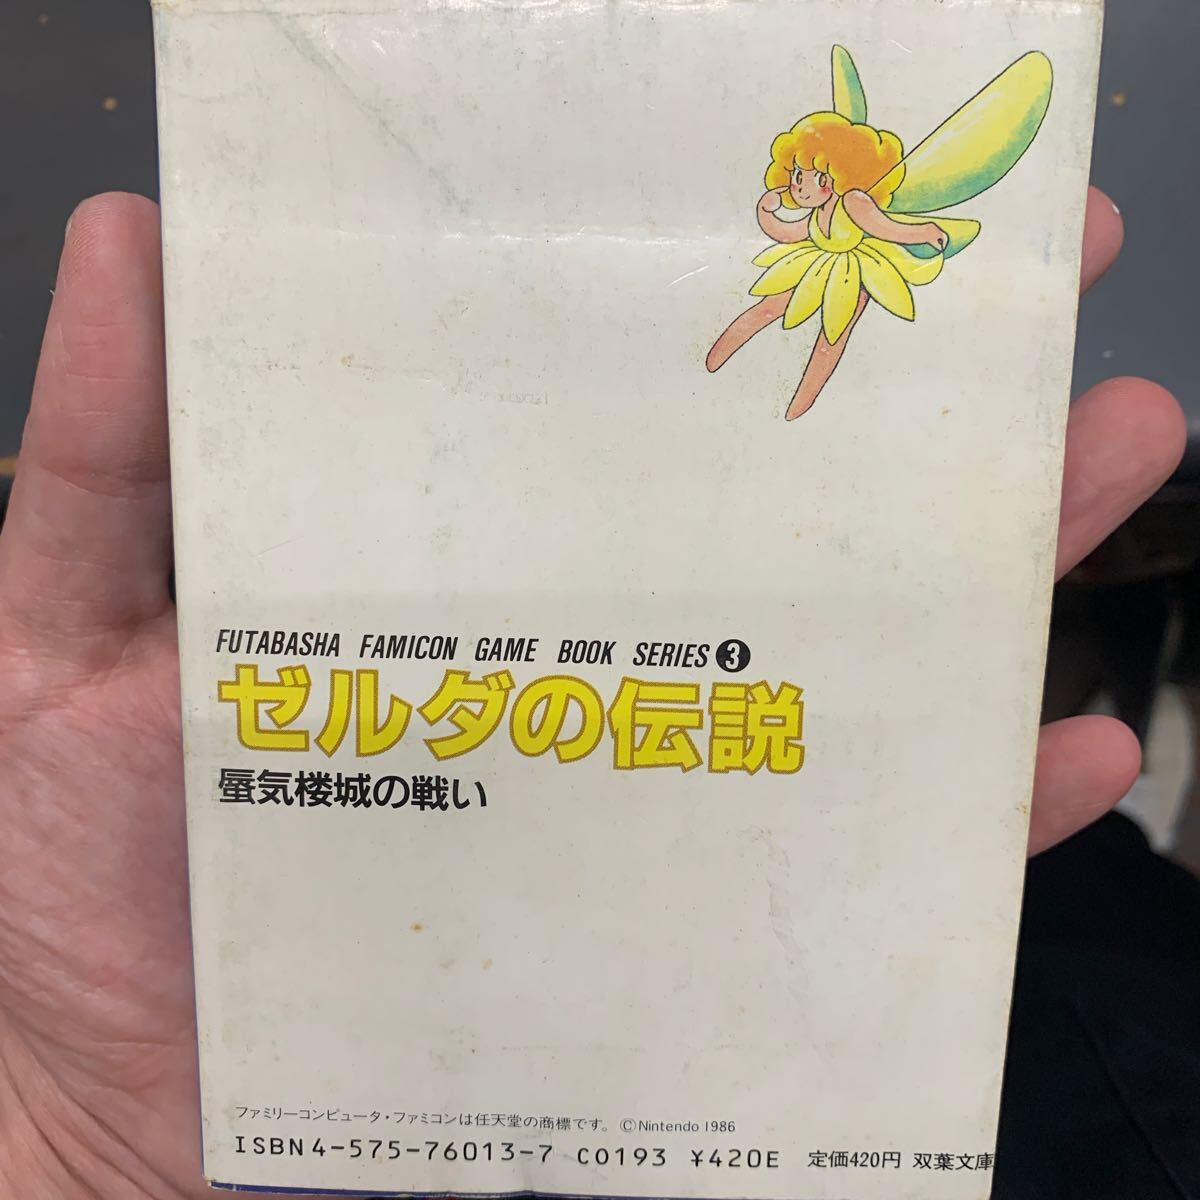 FUTABASHA FAMICON GAME BOOK SERIES❸
ゼルダの伝説
蜃気楼城の戦い
ファミリーコンピュータ・ファミコンは任天堂の商標です。©Nintendo 1986
ISBN4-575-76013-7 C0193 ¥420E 定価420円 双葉文庫